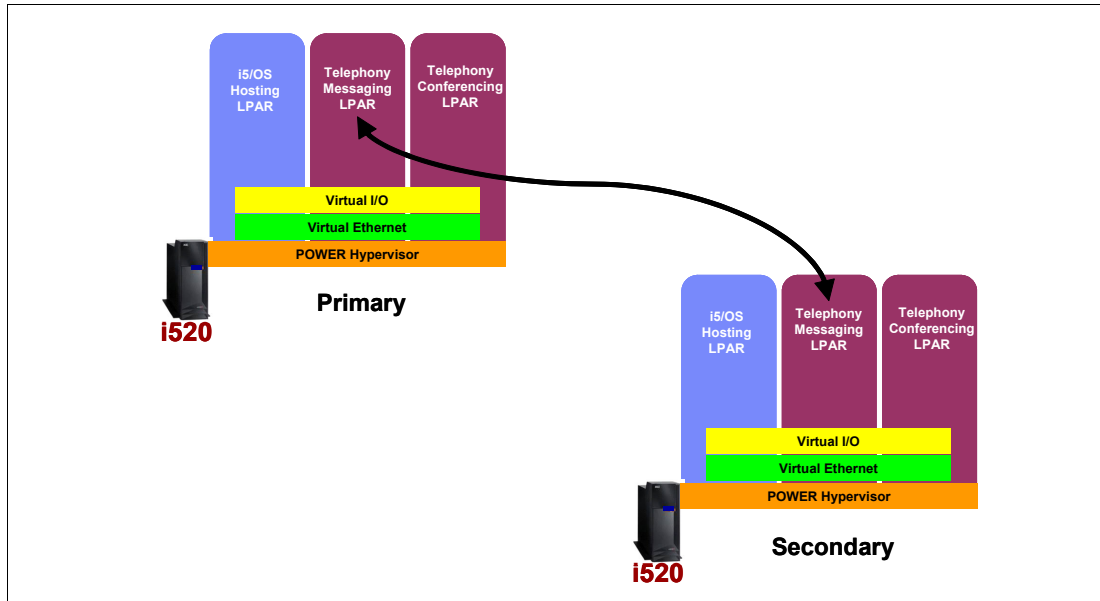 i5/OS
Hosting
LPAR
Telephony
Messaging
LPAR
Telephony
Conferencing
LPAR
Virtual I/O
Virtual Ethernet
POWER Hypervisor
Primary
i520
i5/OS
Hosting
LPAR
Telephony
Messaging
LPAR
Telephony
Conferencing
LPAR
Virtual I/O
Virtual Ethernet
POWER Hypervisor
Secondary
i520